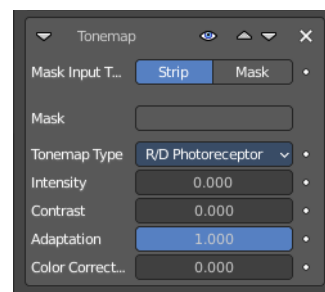 Tonemap
Mask Input T... Strip Mask
Mask
Tonemap Type R/D Photoreceptor
Intensity 0.000
Contrast 0.000
Adaptation 1.000
Color Correct... 0.000